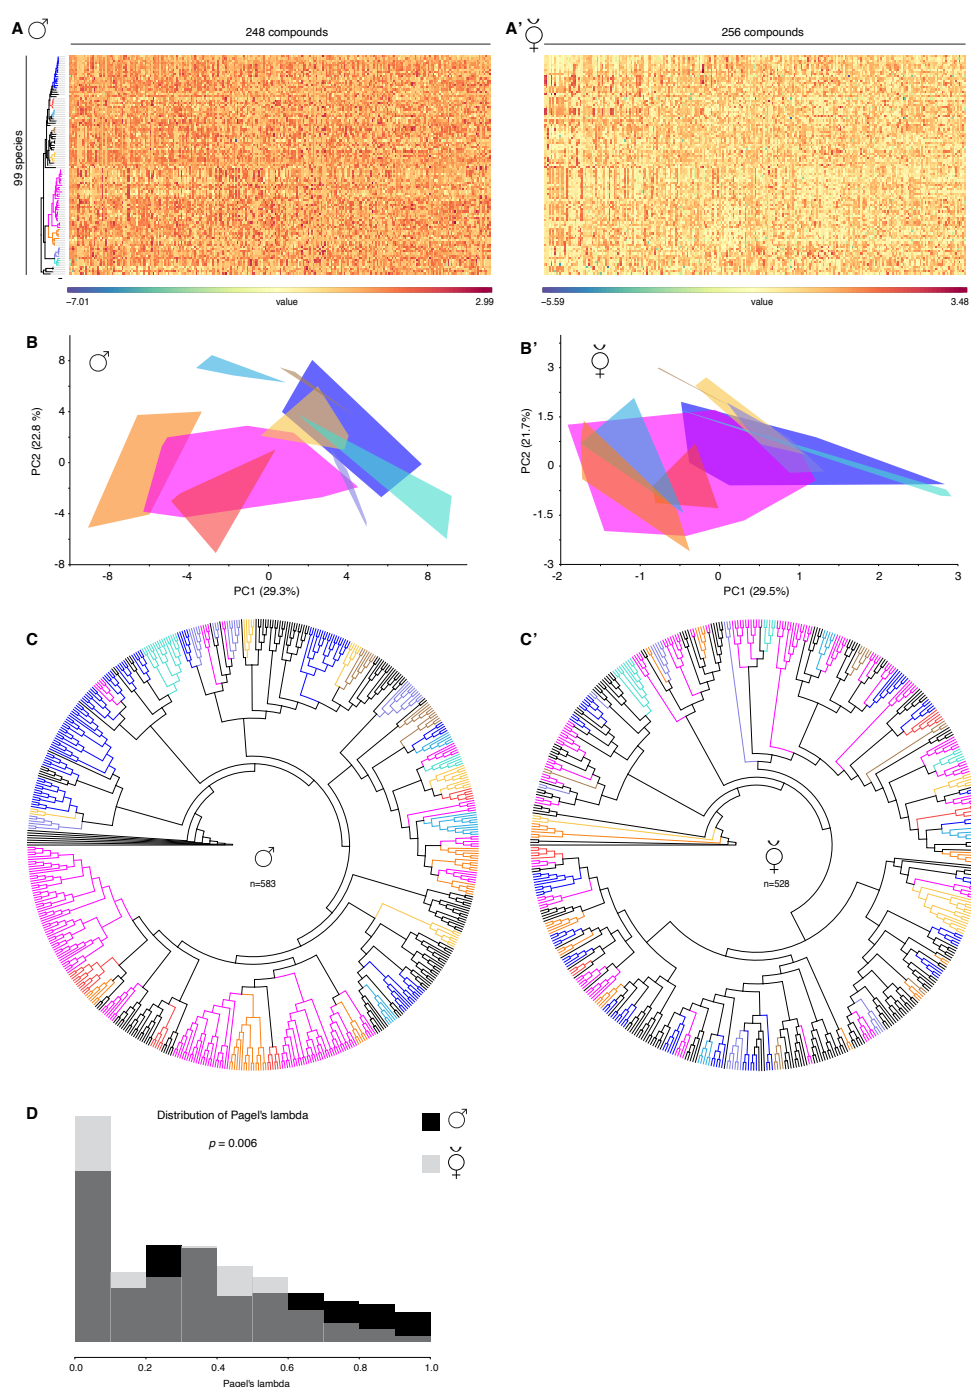 A ♂ 248 compounds
99 species
−7.01 value 2.99
A' 256 compounds
−5.59 value 3.48
B ♂
PC2 (22.8 %)
8
4
0
-4
-8
-8 -4 0 4 8
PC1 (29.3%)
B'
PC2 (21.7%)
3
1.5
0
-1.5
-3
-2 -1 0 1 2 3
PC1 (29.5%)
C
♂
n=583
C'
n=528
D Distribution of Pagel's lambda
p = 0.006
♂
0.0 0.2 0.4 0.6 0.8 1.0
Pagel's lambda